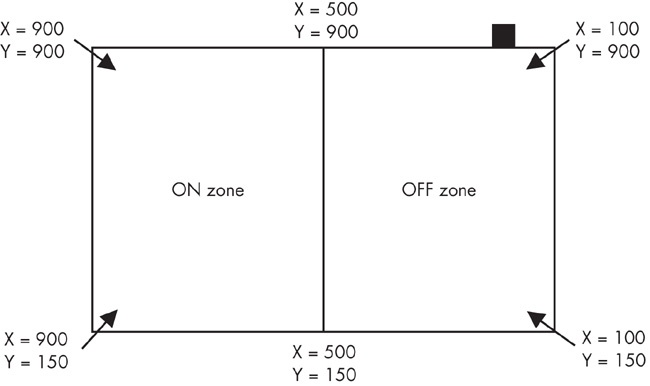 X = 900
Y = 900
X = 500
Y = 900
X = 100
Y = 900
ON zone
OFF zone
X = 900
Y = 150
X = 500
Y = 150
X = 100
Y = 150